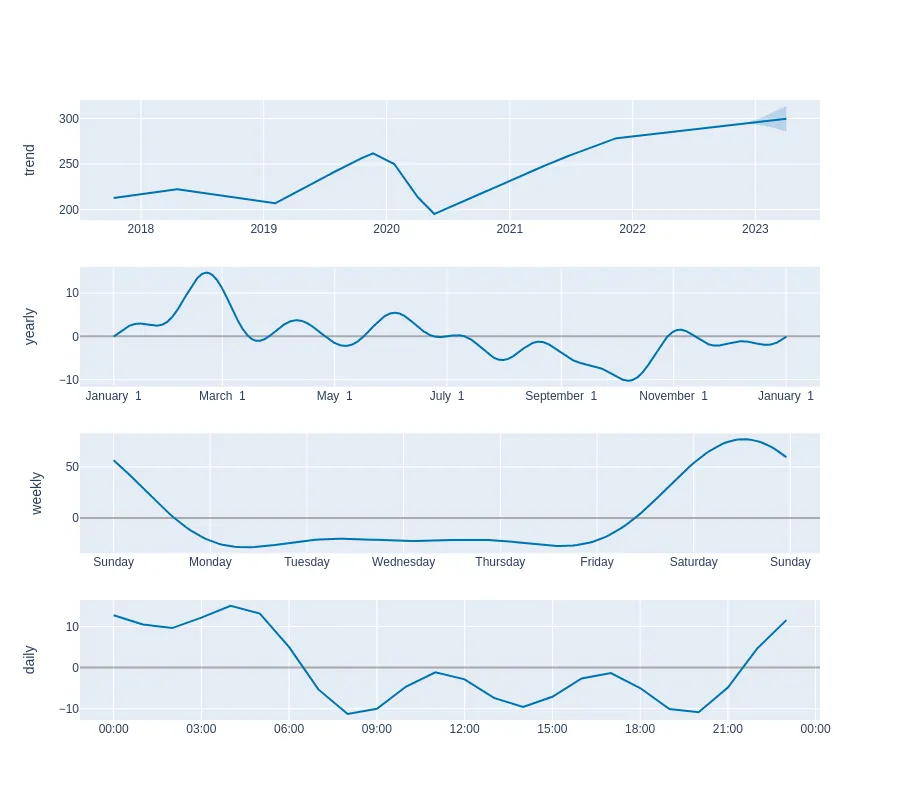 trend
300
250
200
2018 2019 2020 2021 2022 2023
yearly
10
0
−10
January 1 March 1 May 1 July 1 September 1 November 1 January 1
weekly
50
0
Sunday Monday Tuesday Wednesday Thursday Friday Saturday Sunday
daily
10
0
−10
00:00 03:00 06:00 09:00 12:00 15:00 18:00 21:00 00:00